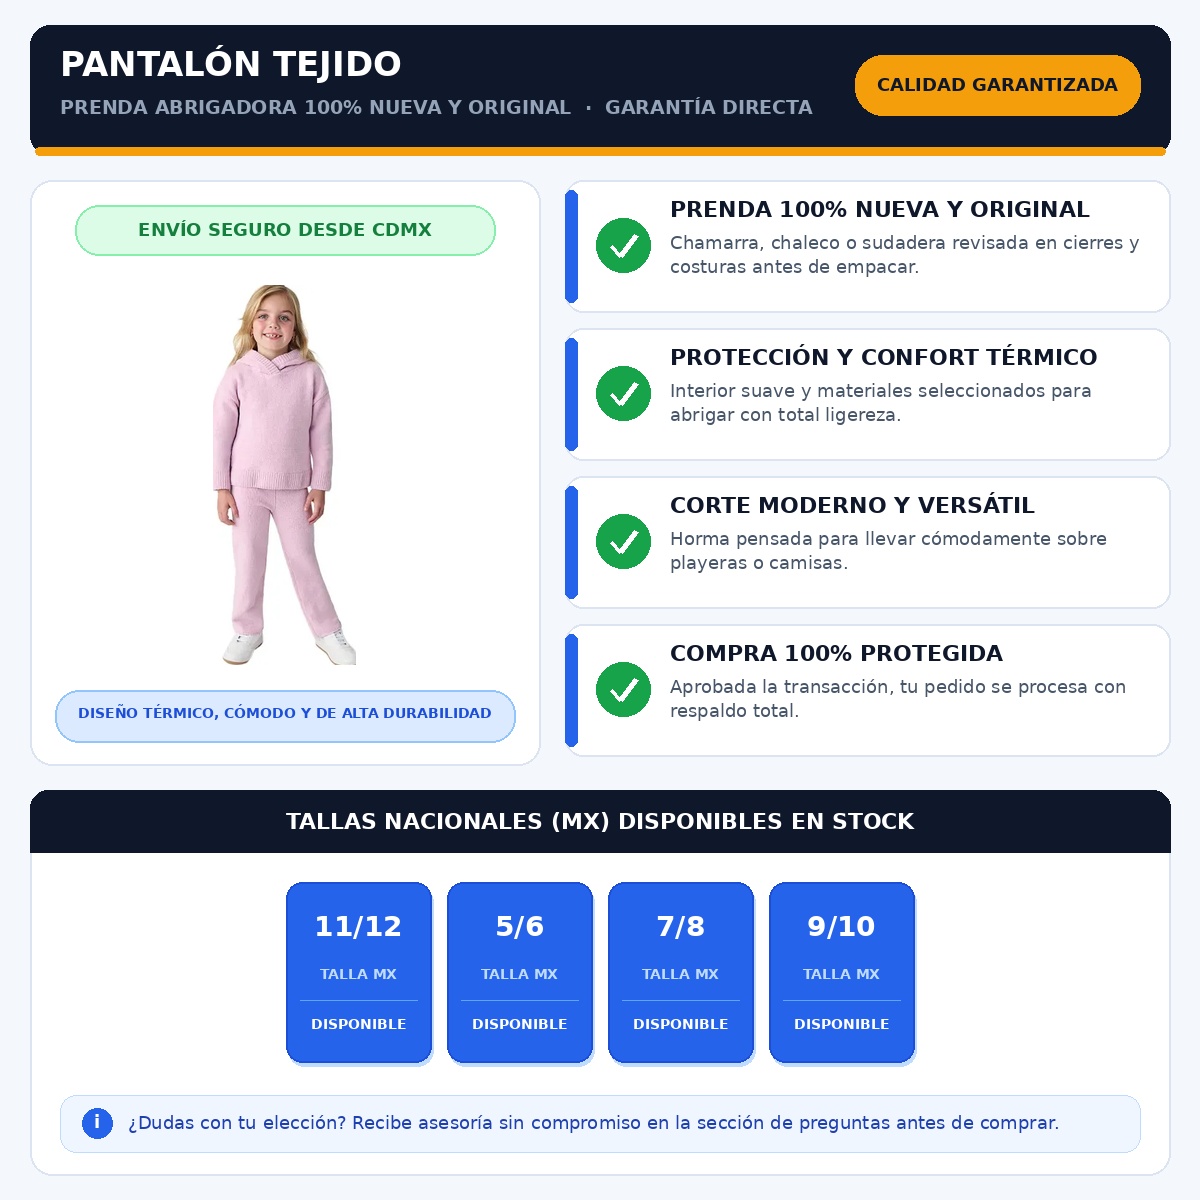 PANTALÓN TEJIDO
PRENDA ABRIGADORA 100% NUEVA Y ORIGINAL · GARANTÍA DIRECTA
CALIDAD GARANTIZADA
ENVÍO SEGURO DESDE CDMX
DISEÑO TÉRMICO, CÓMODO Y DE ALTA DURABILIDAD
PRENDA 100% NUEVA Y ORIGINAL
Chamarra, chaleco o sudadera revisada en cierres y
costuras antes de empacar.
PROTECCIÓN Y CONFORT TÉRMICO
Interior suave y materiales seleccionados para
abrigar con total ligereza.
CORTE MODERNO Y VERSÁTIL
Horma pensada para llevar cómodamente sobre
playeras o camisas.
COMPRA 100% PROTEGIDA
Aprobada la transacción, tu pedido se procesa con
respaldo total.
TALLAS NACIONALES (MX) DISPONIBLES EN STOCK
11/12
TALLA MX
DISPONIBLE
5/6
TALLA MX
DISPONIBLE
7/8
TALLA MX
DISPONIBLE
9/10
TALLA MX
DISPONIBLE
i ¿Dudas con tu elección? Recibe asesoría sin compromiso en la sección de preguntas antes de comprar.